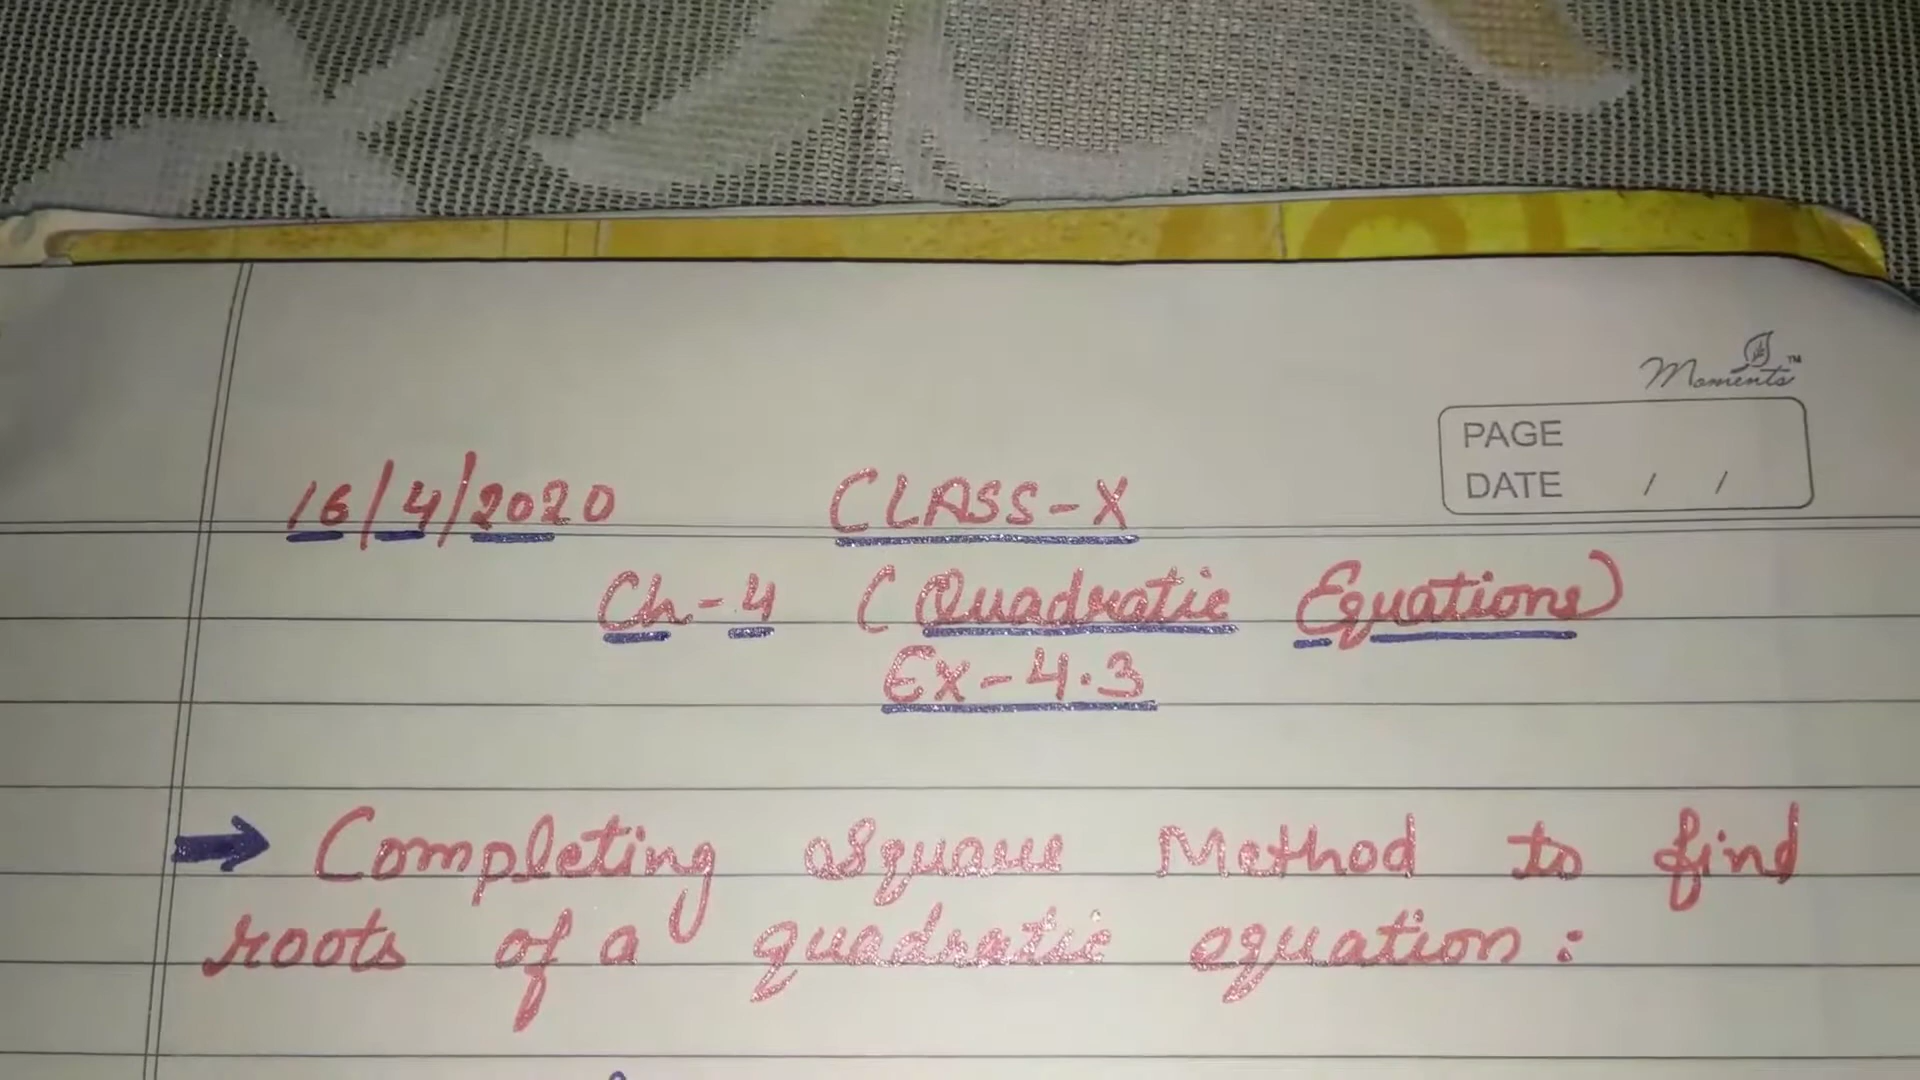 Moments™
PAGE
DATE / /
16/4/2020 CLASS-X
Ch-4 (Quadratic Equations)
Ex-4.3
Completing Square Method to find
roots of a quadratic equation: